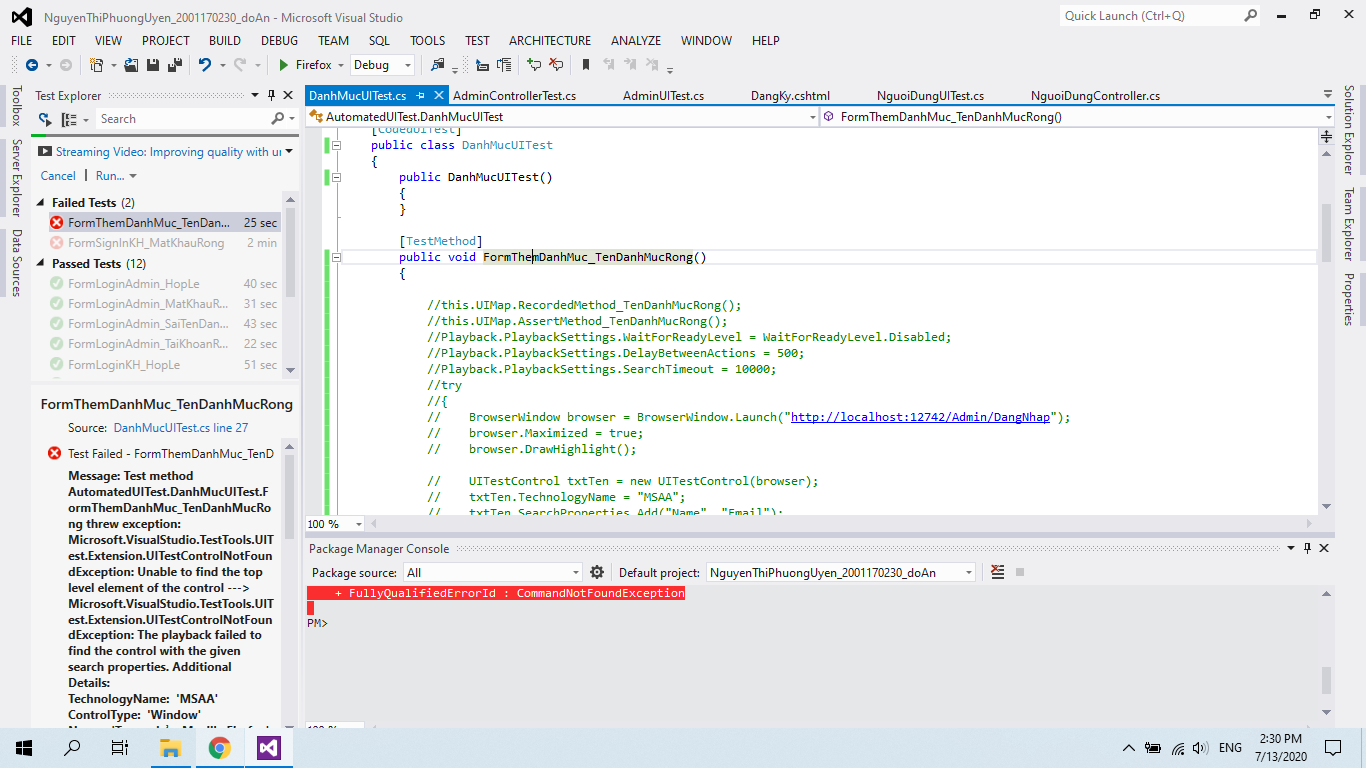 NguyenThiPhuongUyen_2001170230_doAn - Microsoft Visual Studio
Quick Launch (Ctrl+Q)
FILE EDIT VIEW PROJECT BUILD DEBUG TEAM SQL TOOLS TEST ARCHITECTURE ANALYZE WINDOW HELP
Firefox Debug
Toolbox
Server Explorer
Data Sources
Test Explorer
Search
Streaming Video: Improving quality with
Cancel | Run...
Failed Tests (2)
FormThemDanhMuc_TenDan... 25 sec
FormSignInKH_MatKhauRong 2 min
Passed Tests (12)
FormLoginAdmin_HopLe 40 sec
FormLoginAdmin_MatKhauR... 31 sec
FormLoginAdmin_SaiTenDan... 43 sec
FormLoginAdmin_TaiKhoanR... 22 sec
FormLoginKH_HopLe 51 sec
FormThemDanhMuc_TenDanhMucRong
Source: DanhMucUITest.cs line 27
Test Failed - FormThemDanhMuc_TenD
Message: Test method
AutomatedUITest.DanhMucUITest.F
ormThemDanhMuc_TenDanhMucRo
ng threw exception:
Microsoft.VisualStudio.TestTools.UIT
est.Extension.UITestControlNotFoun
dException: Unable to find the top
level element of the control --->
Microsoft.VisualStudio.TestTools.UIT
est.Extension.UITestControlNotFoun
dException: The playback failed to
find the control with the given
search properties. Additional
Details:
TechnologyName: 'MSAA'
ControlType: 'Window'
DanhMucUITest.cs AdminControllerTest.cs AdminUITest.cs DangKy.cshtml NguoiDungUITest.cs NguoiDungController.cs
AutomatedUITest.DanhMucUITest FormThemDanhMuc_TenDanhMucRong()
[CodedUITest]
public class DanhMucUITest
{
public DanhMucUITest()
{
}
[TestMethod]
public void FormThemDanhMuc_TenDanhMucRong()
{
//this.UIMap.RecordedMethod_TenDanhMucRong();
//this.UIMap.AssertMethod_TenDanhMucRong();
//Playback.PlaybackSettings.WaitForReadyLevel = WaitForReadyLevel.Disabled;
//Playback.PlaybackSettings.DelayBetweenActions = 500;
//Playback.PlaybackSettings.SearchTimeout = 10000;
//try
//{
// BrowserWindow browser = BrowserWindow.Launch("http://localhost:12742/Admin/DangNhap");
// browser.Maximized = true;
// browser.DrawHighlight();
// UITestControl txtTen = new UITestControl(browser);
// txtTen.TechnologyName = "MSAA";
// txtTen.SearchProperties.Add("Name", "Email");
100 %
Package Manager Console
Package source: All Default project: NguyenThiPhuongUyen_2001170230_doAn
+ FullyQualifiedErrorId : CommandNotFoundException
PM>
Solution Explorer
Team Explorer
Properties
ENG
2:30 PM
7/13/2020